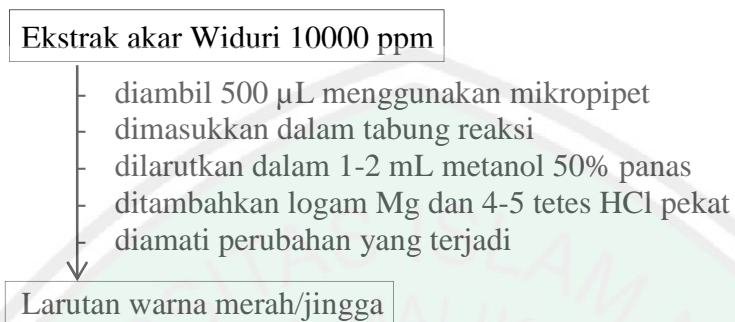 Ekstrak akar Widuri 10000 ppm
- diambil 500 µL menggunakan mikropipet
- dimasukkan dalam tabung reaksi
- dilarutkan dalam 1-2 mL metanol 50% panas
- ditambahkan logam Mg dan 4-5 tetes HCl pekat
- diamati perubahan yang terjadi
Larutan warna merah/jingga